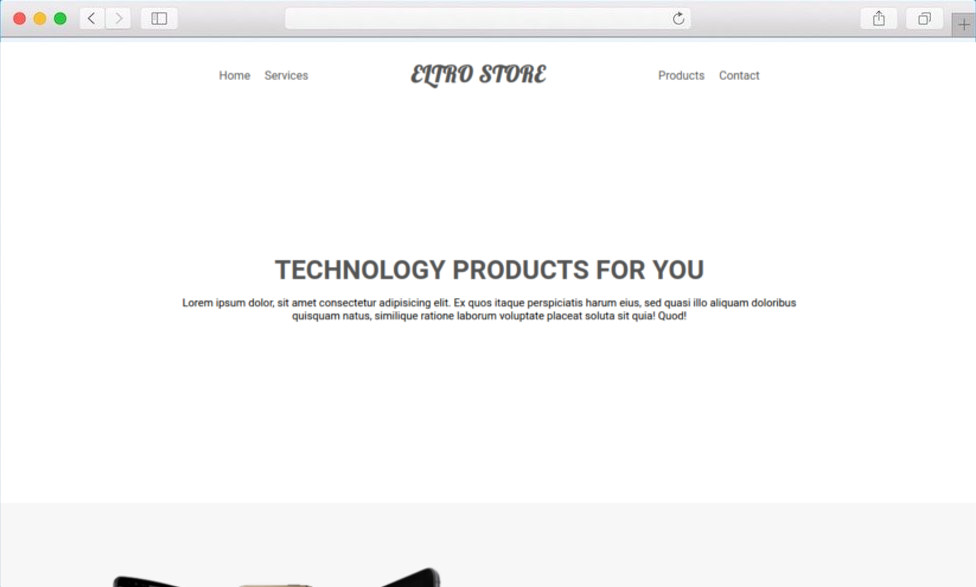 Home Services ELTRO STORE Products Contact
TECHNOLOGY PRODUCTS FOR YOU
Lorem ipsum dolor, sit amet consectetur adipisicing elit. Ex quos itaque perspiciatis harum eius, sed quasi illo aliquam doloribus
quisquam natus, similique ratione laborum voluptate placeat soluta sit quia! Quod!